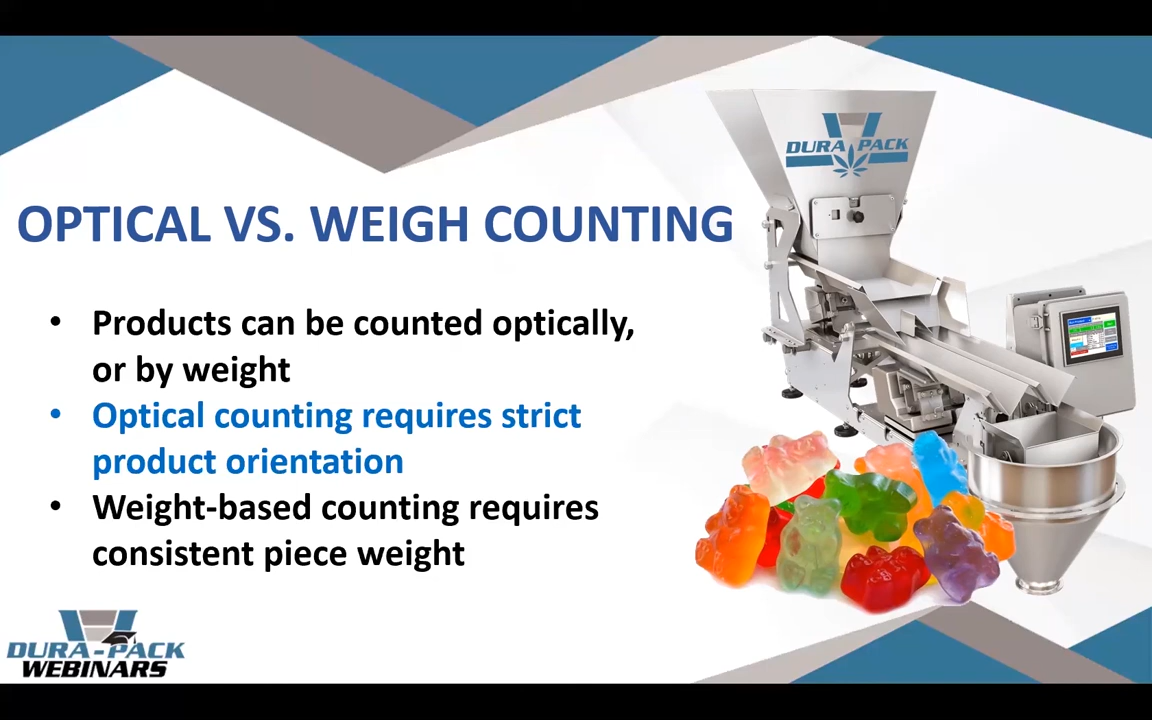 DURA PACK
OPTICAL VS. WEIGH COUNTING
• Products can be counted optically,
or by weight
• Optical counting requires strict
product orientation
• Weight-based counting requires
consistent piece weight
DURA-PACK
WEBINARS